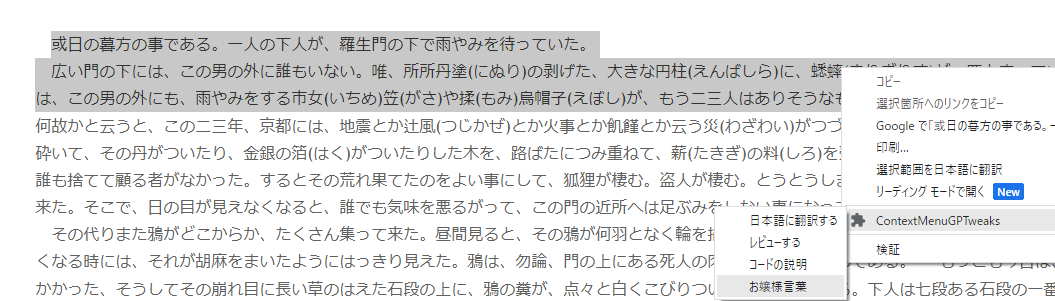 或日の暮方の事である。一人の下人が、羅生門の下で雨やみを待っていた。
広い門の下には、この男の外に誰もいない。唯、所所丹塗(にぬり)の剥げた、大きな円柱(えんばしら)に、蟋蟀
は、この男の外にも、雨やみをする市女(いちめ)笠(がさ)や揉(もみ)烏帽子(えぼし)が、もう二三人はありそうなも
何故かと云うと、この二三年、京都には、地震とか辻風(つじかぜ)とか火事とか飢饉とか云う災(わざわい)がつづ
砕いて、その丹がついたり、金銀の箔(はく)がついたりした木を、路ばたにつみ重ねて、薪(たきぎ)の料(しろ)を
誰も捨てて顧る者がなかった。するとその荒れ果てたのをよい事にして、狐狸が棲む。盗人が棲む。とうとうしま
来た。そこで、日の目が見えなくなると、誰でも気味を悪るがって、この門の近所へは足ぶみを
その代りまた鴉がどこからか、たくさん集って来た。昼間見ると、その鴉が何羽となく輪を描
くなる時には、それが胡麻をまいたようにはっきり見えた。鴉は、勿論、門の上にある死人の肉
かかった、そうしてその崩れ目に長い草のはえた石段の上に、鴉の糞が、点々と白くこびりつい
る。下人は七段ある石段の一番
コピー
選択箇所へのリンクをコピー
Google で「或日の暮方の事である。一
印刷...
選択範囲を日本語に翻訳
リーディング モードで開く New
ContextMenuGPTweaks
検証
日本語に翻訳する
レビューする
コードの説明
お嬢様言葉